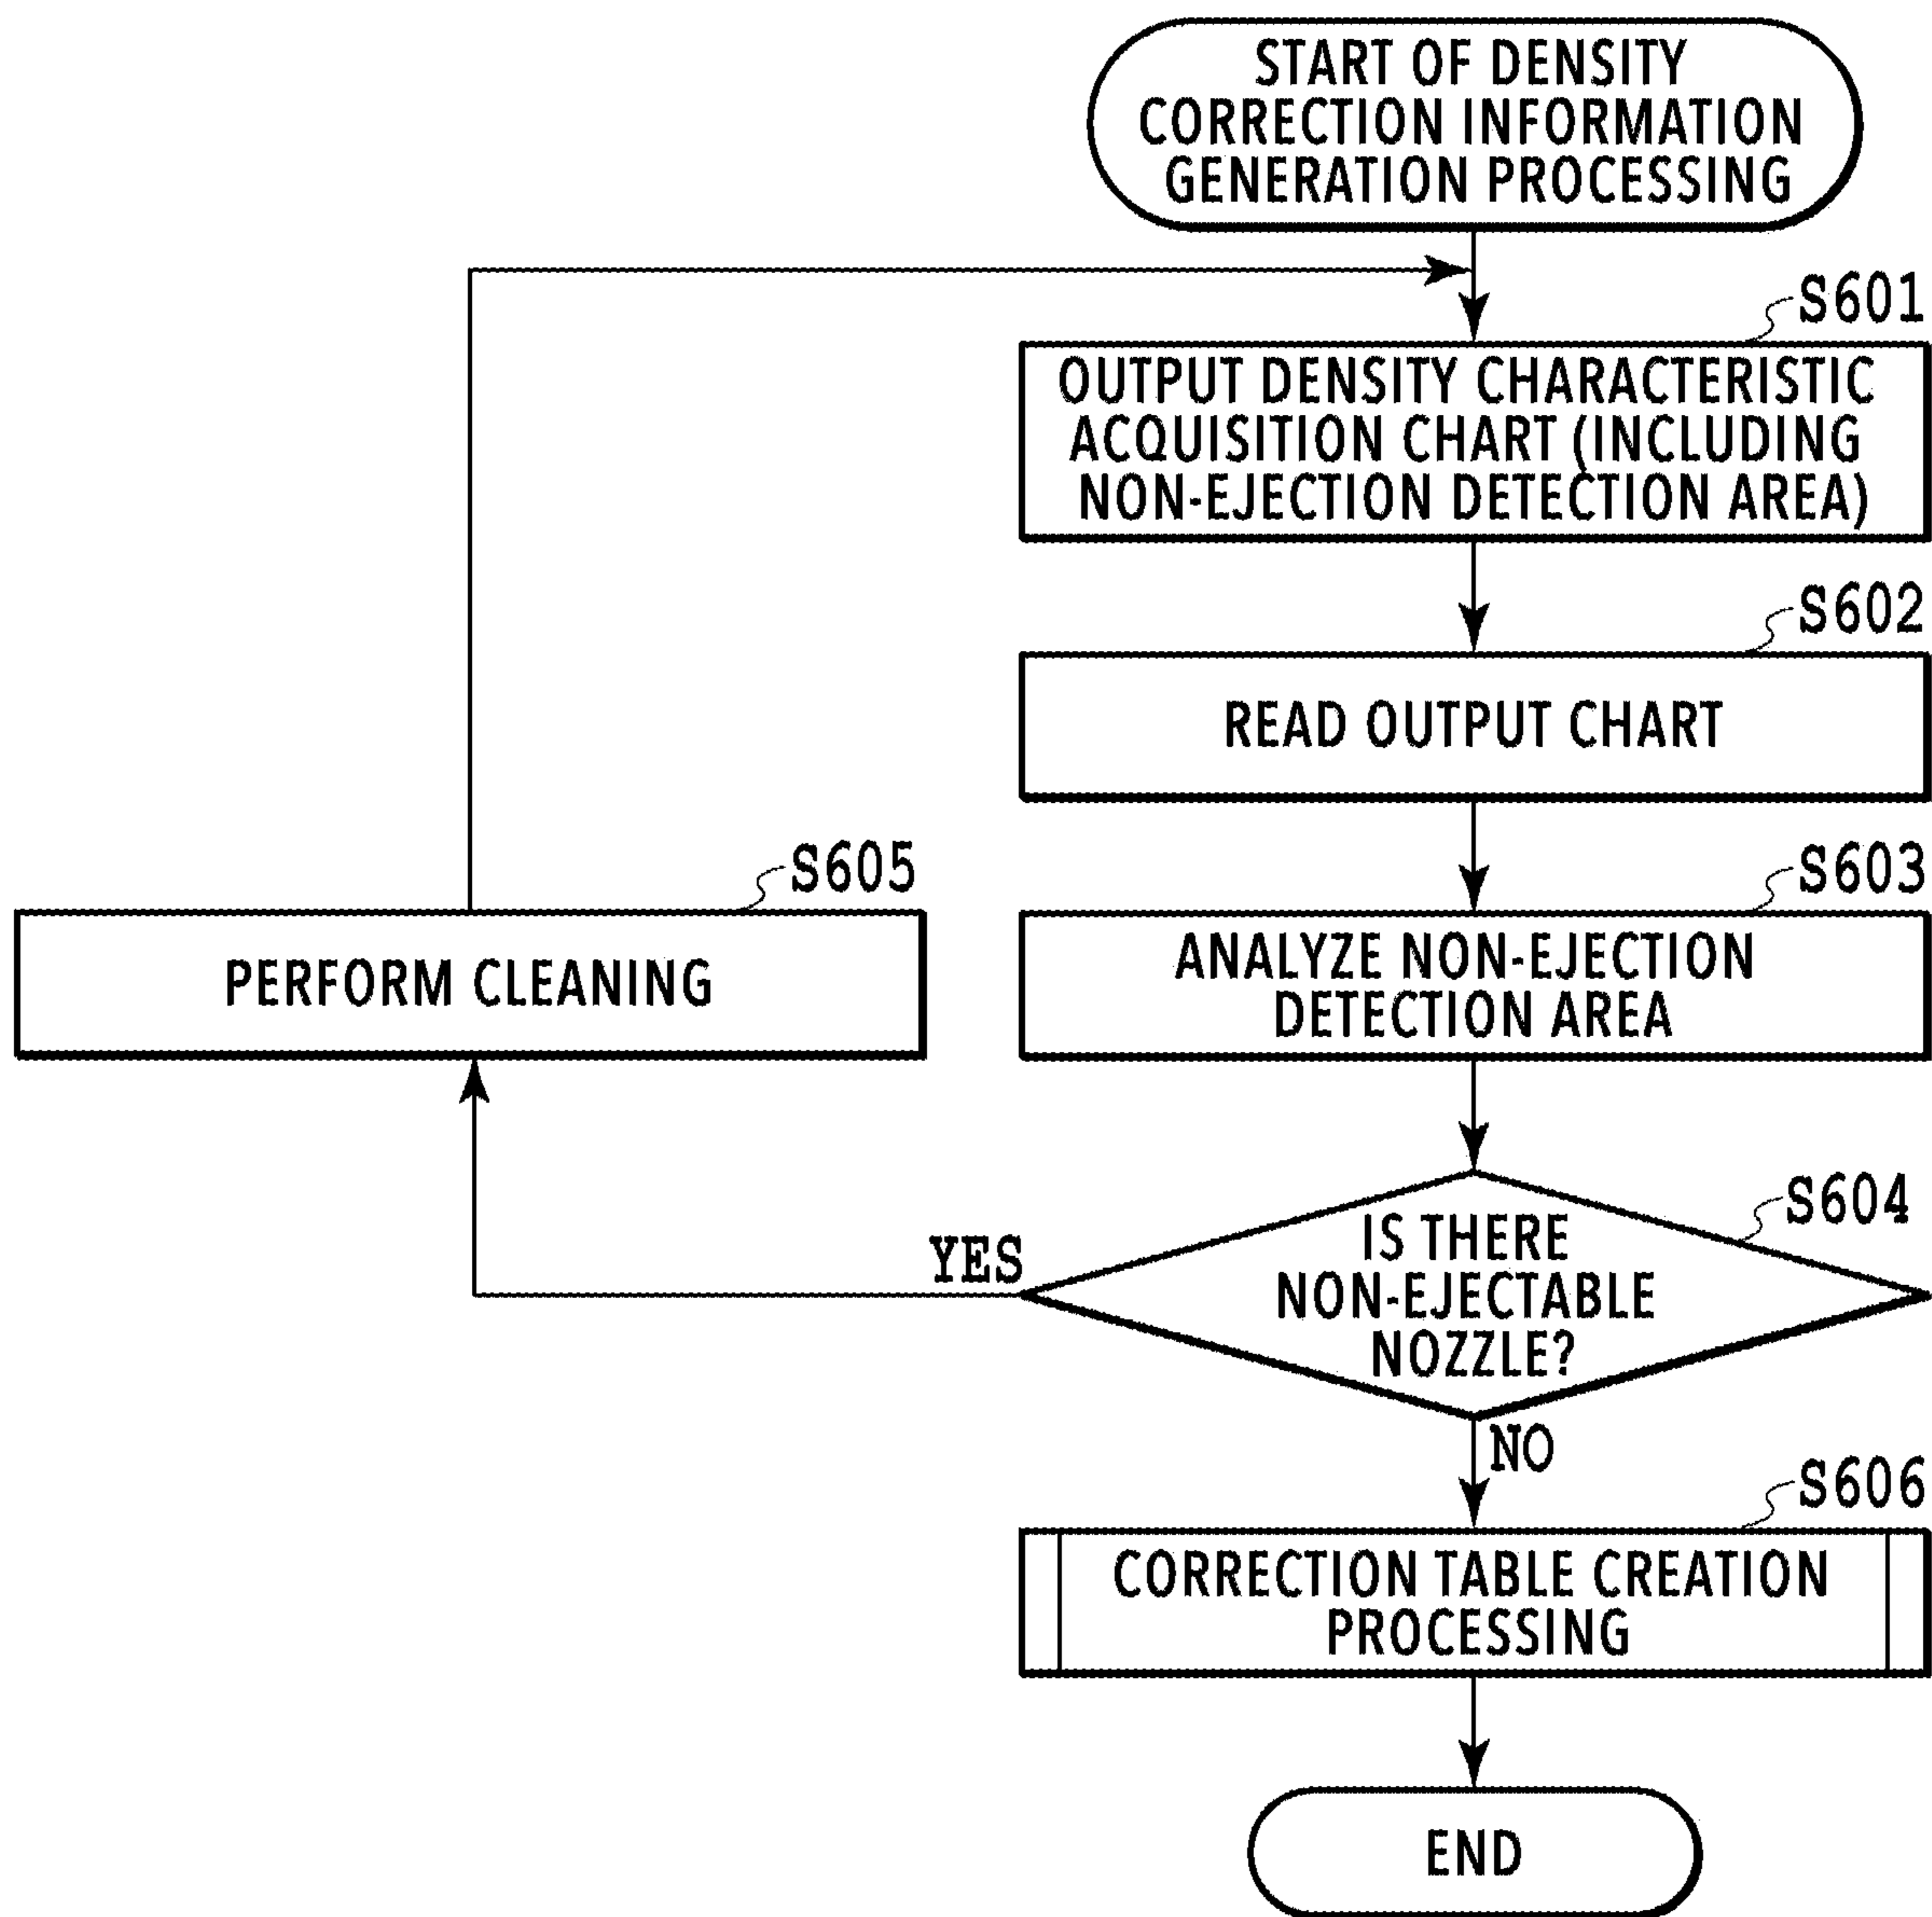 START OF DENSITY
CORRECTION INFORMATION
GENERATION PROCESSING
S601
OUTPUT DENSITY CHARACTERISTIC
ACQUISITION CHART (INCLUDING
NON-EJECTION DETECTION AREA)
S602
READ OUTPUT CHART
S603
ANALYZE NON-EJECTION
DETECTION AREA
S604
IS THERE
NON-EJECTABLE
NOZZLE?
YES
S605
PERFORM CLEANING
NO
S606
CORRECTION TABLE CREATION
PROCESSING
END